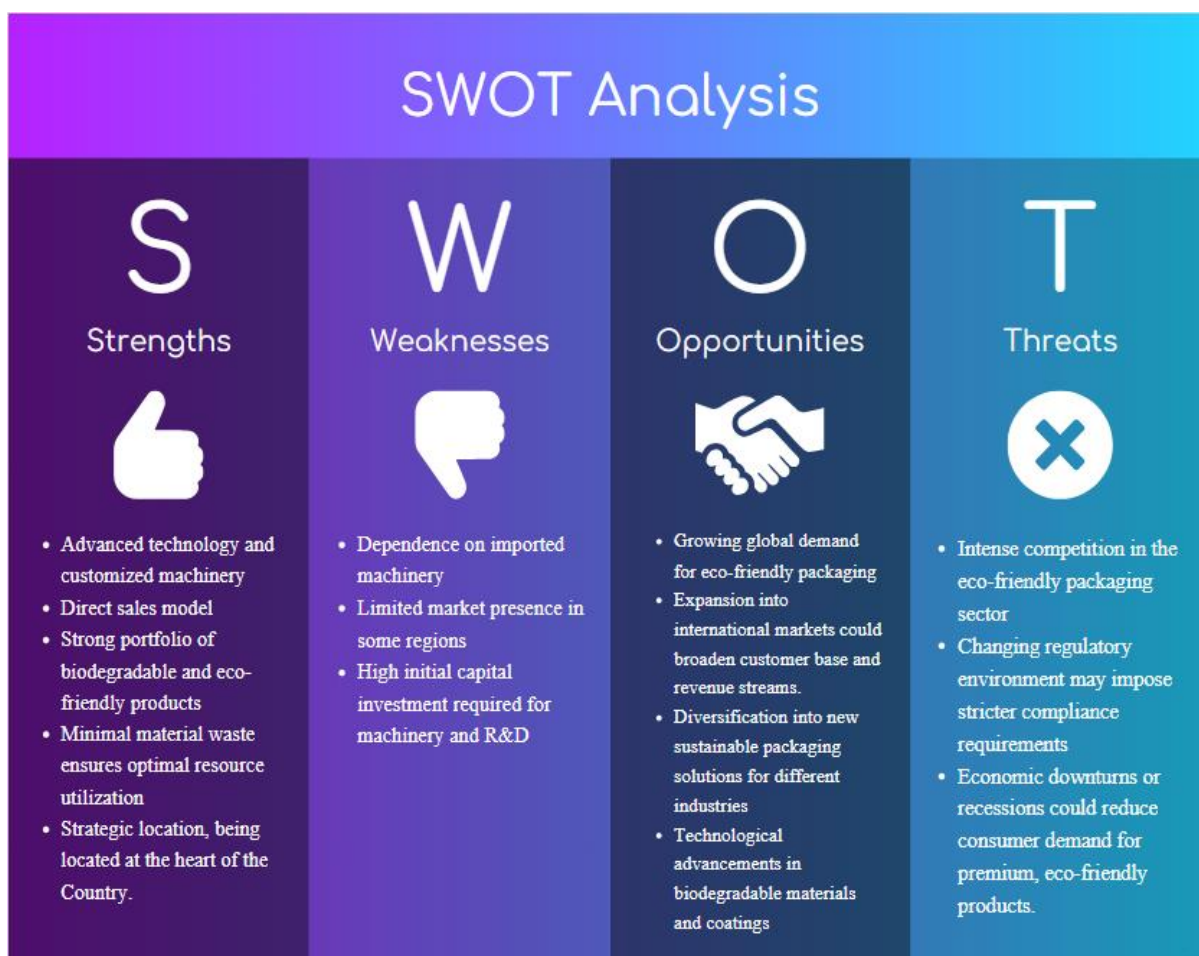 SWOT Analysis
S
Strengths
• Advanced technology and
customized machinery
• Direct sales model
• Strong portfolio of
biodegradable and eco-
friendly products
• Minimal material waste
ensures optimal resource
utilization
• Strategic location, being
located at the heart of the
Country.
W
Weaknesses
• Dependence on imported
machinery
• Limited market presence in
some regions
• High initial capital
investment required for
machinery and R&D
O
Opportunities
• Growing global demand
for eco-friendly packaging
• Expansion into
international markets could
broaden customer base and
revenue streams.
• Diversification into new
sustainable packaging
solutions for different
industries
• Technological
advancements in
biodegradable materials
and coatings
T
Threats
• Intense competition in the
eco-friendly packaging
sector
• Changing regulatory
environment may impose
stricter compliance
requirements
• Economic downturns or
recessions could reduce
consumer demand for
premium, eco-friendly
products.